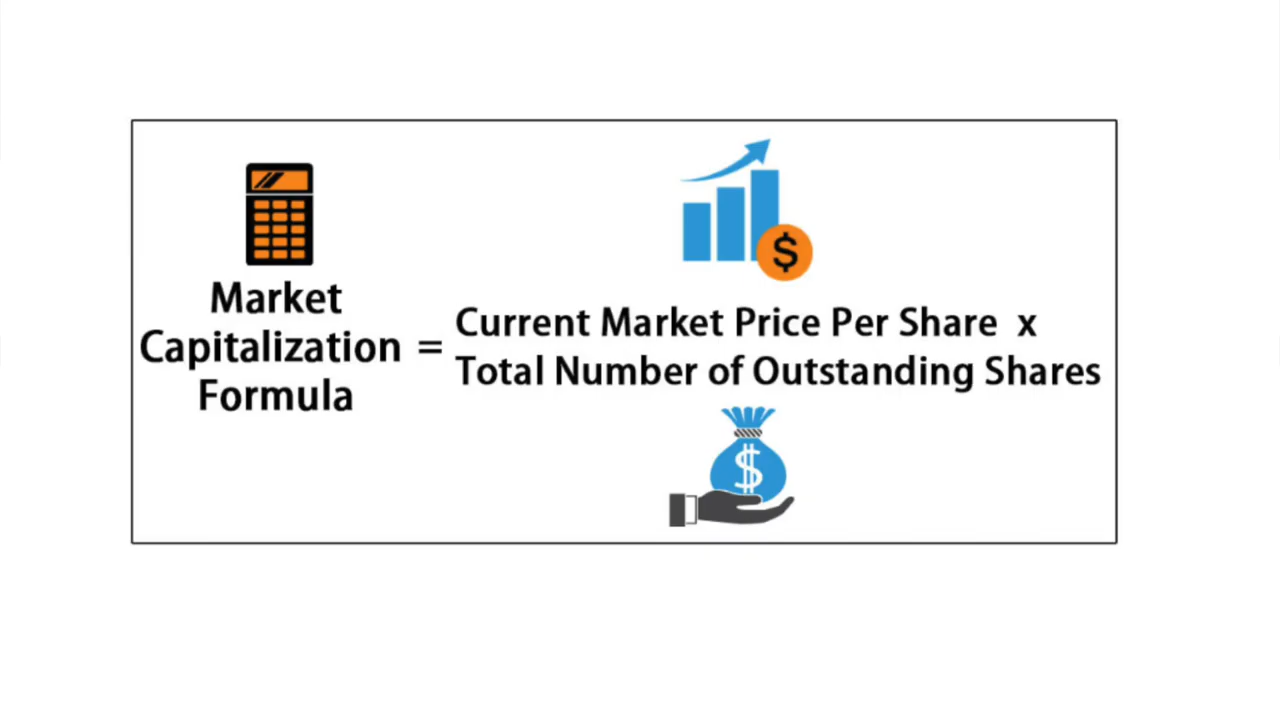 Market
Capitalization
Formula
=
Current Market Price Per Share x
Total Number of Outstanding Shares
$
$